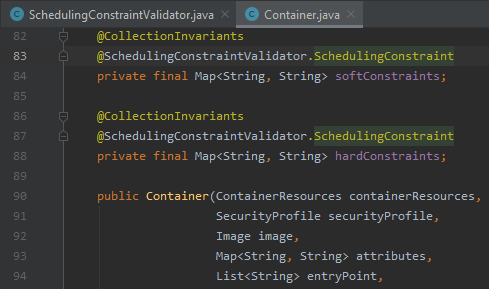 SchedulingConstraintValidator.java × Container.java ×
82 @CollectionInvariants
83 @SchedulingConstraintValidator.SchedulingConstraint
84 private final Map<String, String> softConstraints;
85
86 @CollectionInvariants
87 @SchedulingConstraintValidator.SchedulingConstraint
88 private final Map<String, String> hardConstraints;
89
90 public Container(ContainerResources containerResources,
91 SecurityProfile securityProfile,
92 Image image,
93 Map<String, String> attributes,
94 List<String> entryPoint,